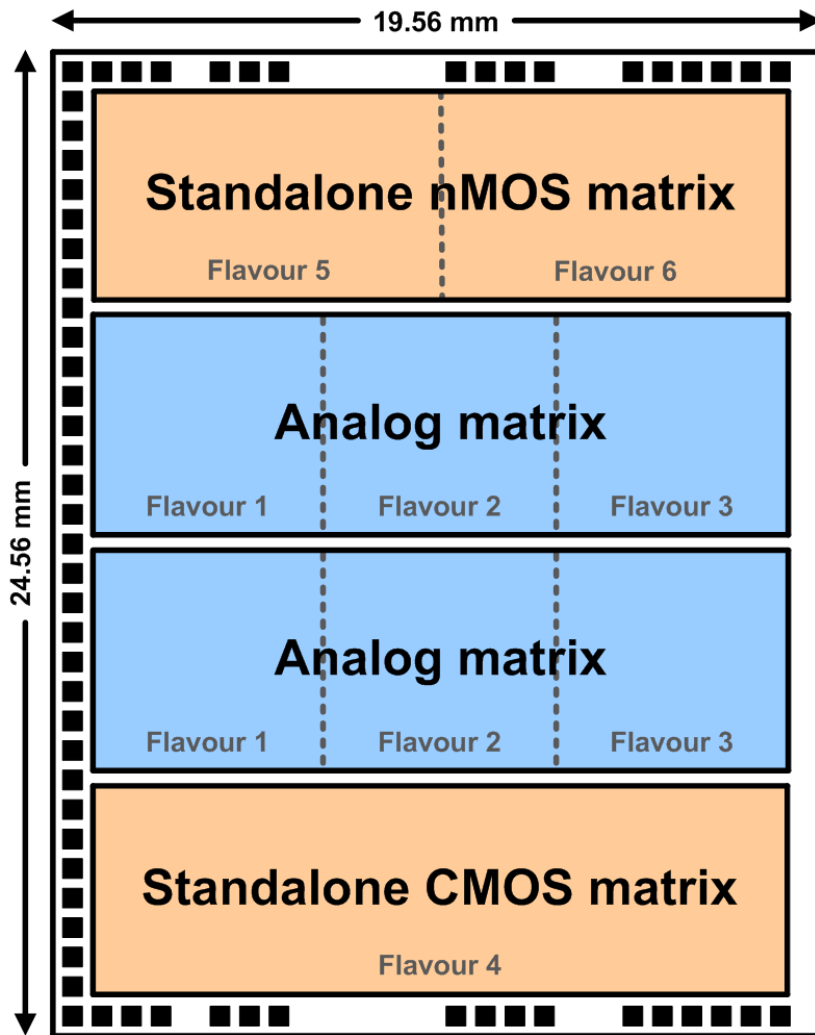 19.56 mm
24.56 mm
Standalone nMOS matrix
Flavour 5
Flavour 6
Analog matrix
Flavour 1
Flavour 2
Flavour 3
Analog matrix
Flavour 1
Flavour 2
Flavour 3
Standalone CMOS matrix
Flavour 4